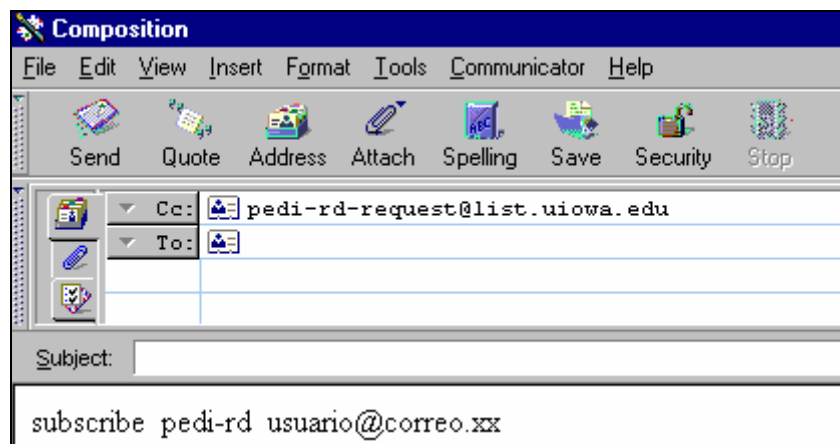 Composition
File Edit View Insert Format Tools Communicator Help
Send Quote Address Attach Spelling Save Security Stop
Cc: pedi-rd-request@list.uiowa.edu
To:
Subject:
subscribe pedi-rd usuario@correo.xx